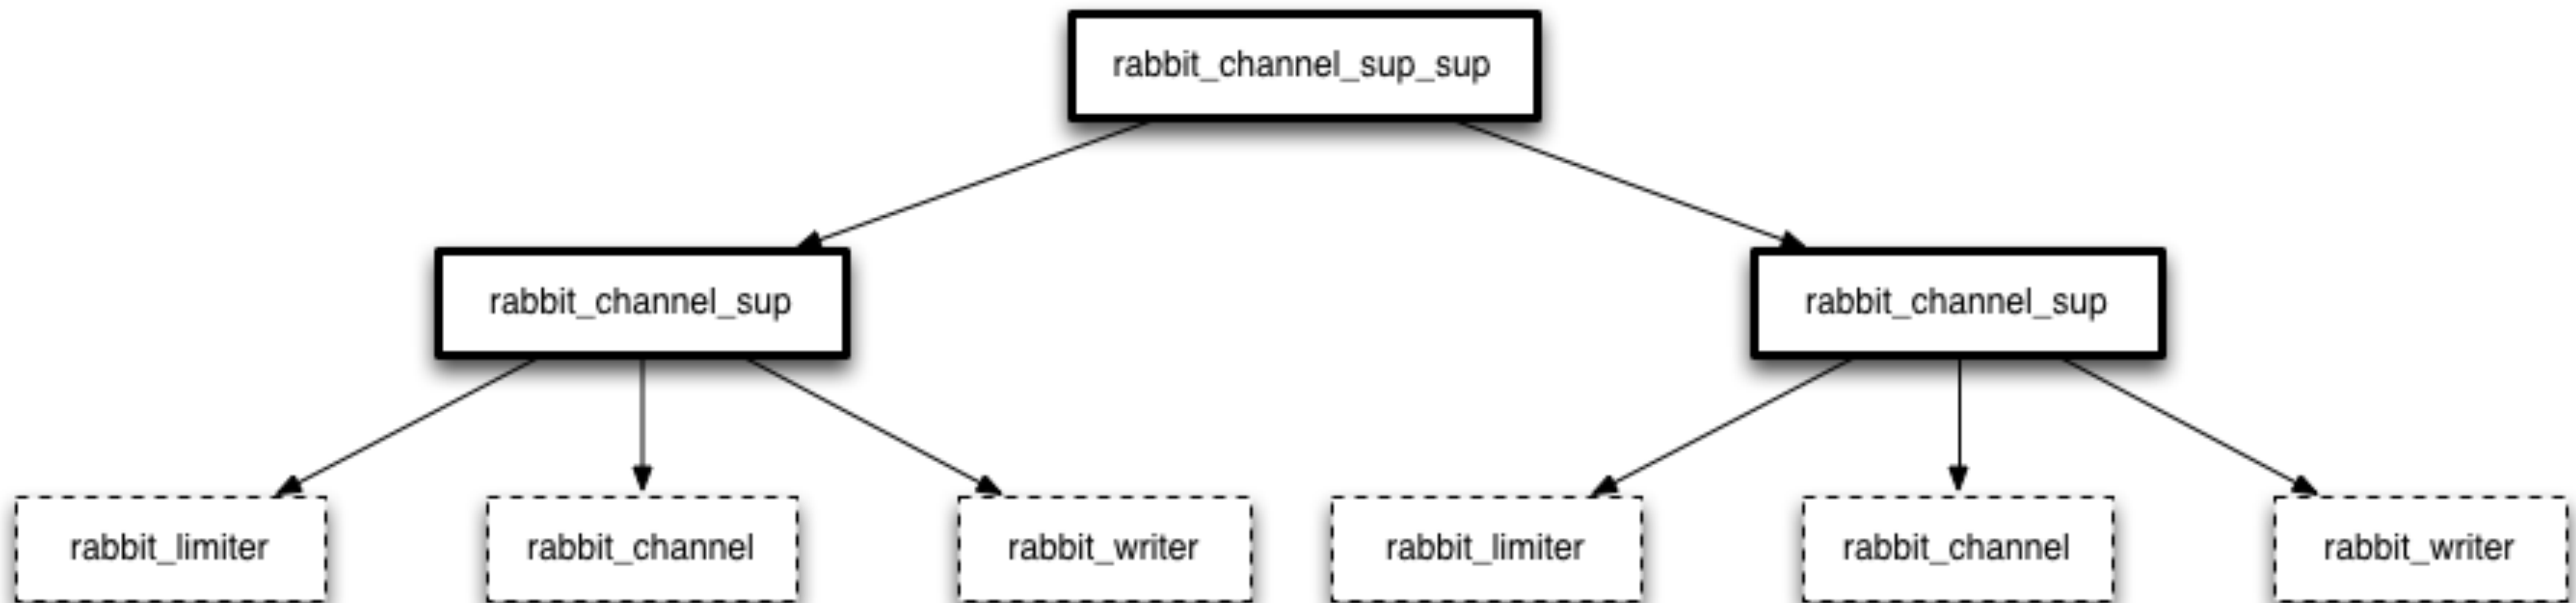 rabbit_channel_sup_sup
rabbit_channel_sup
rabbit_channel_sup
rabbit_limiter
rabbit_channel
rabbit_writer
rabbit_limiter
rabbit_channel
rabbit_writer